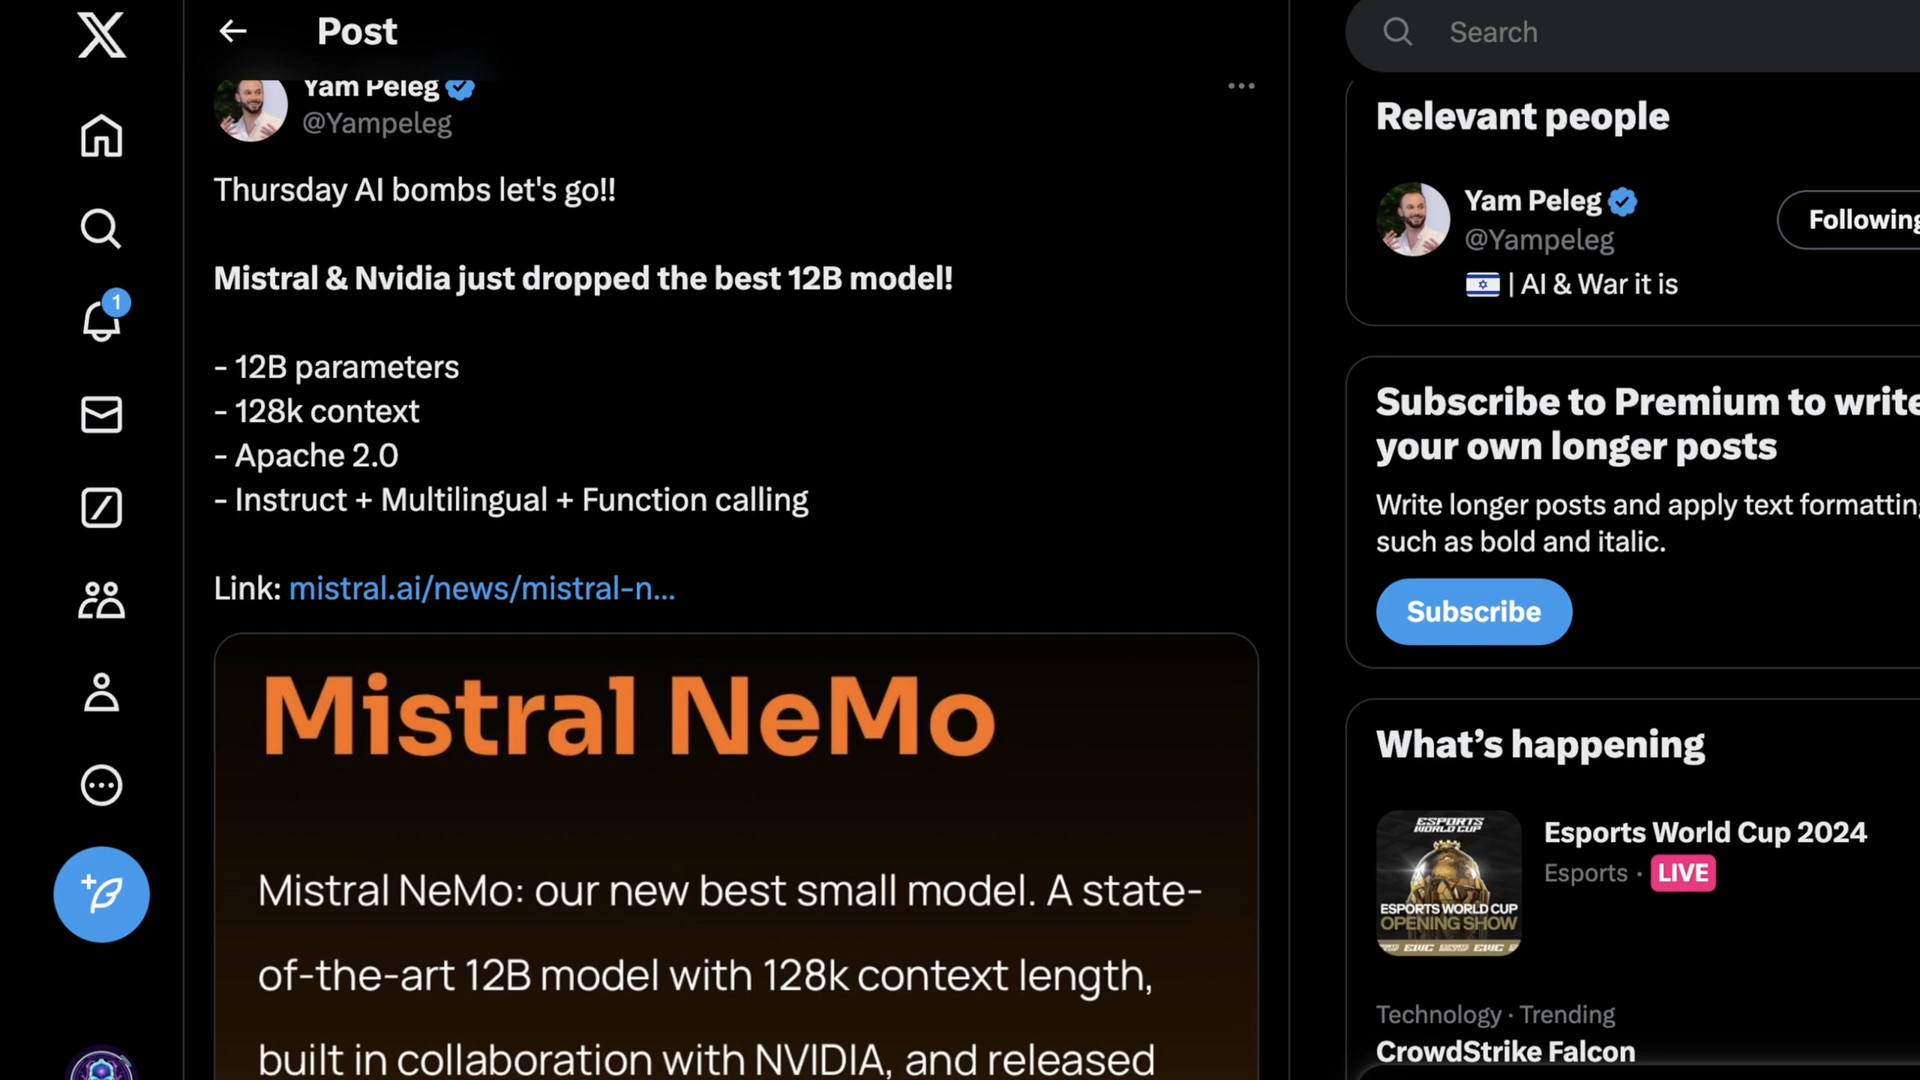 Post
Yam Peleg
@Yampeleg
Thursday AI bombs let's go!!
Mistral & Nvidia just dropped the best 12B model!
- 12B parameters
- 128k context
- Apache 2.0
- Instruct + Multilingual + Function calling
Link: mistral.ai/news/mistral-n...
Mistral NeMo
Mistral NeMo: our new best small model. A state-
of-the-art 12B model with 128k context length,
built in collaboration with NVIDIA, and released
1
Search
Relevant people
Yam Peleg
@Yampeleg
Following
| AI & War it is
Subscribe to Premium to write
your own longer posts
Write longer posts and apply text formatting
such as bold and italic.
Subscribe
What's happening
ESPORTS
WORLD CUP
ESPORTS WORLD CUP
OPENING SHOW
Esports World Cup 2024
Esports · LIVE
Technology · Trending
CrowdStrike Falcon